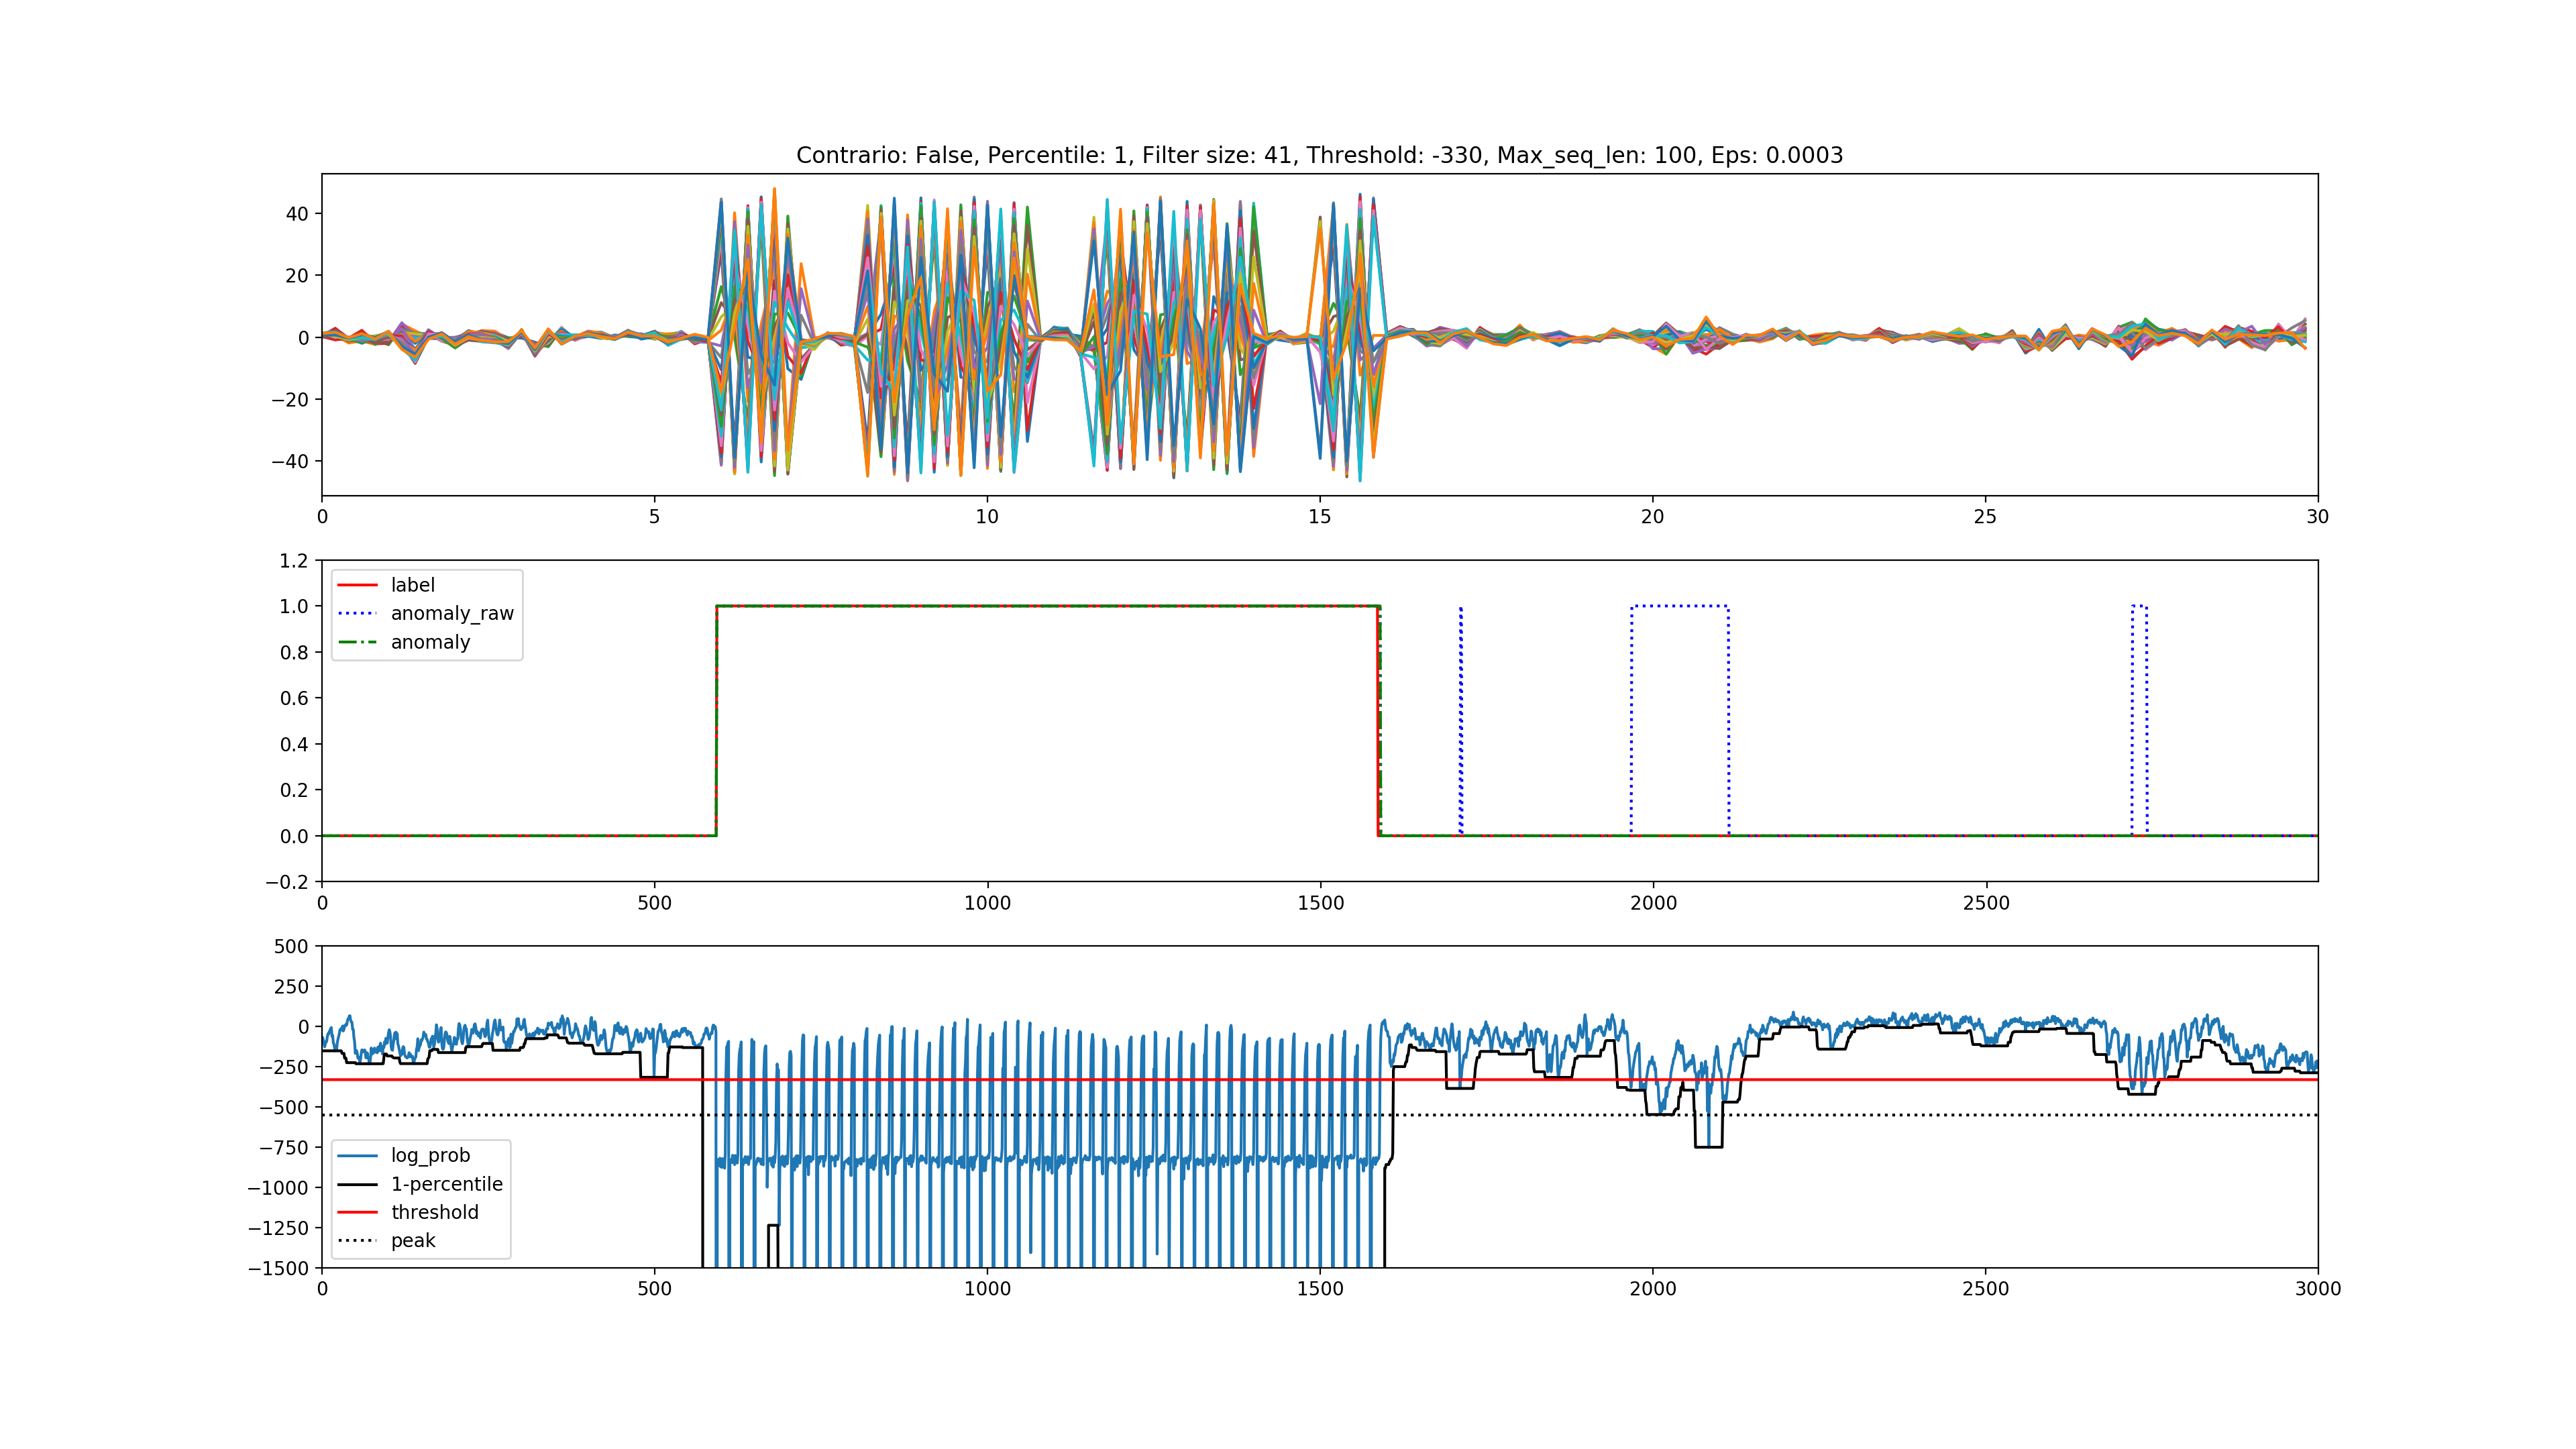 Contrario: False, Percentile: 1, Filter size: 41, Threshold: -330, Max_seq_len: 100, Eps: 0.0003
40
20
0
−20
−40
0 5 10 15 20 25 30
1.2
1.0
0.8
0.6
0.4
0.2
0.0
−0.2
label
anomaly_raw
anomaly
0 500 1000 1500 2000 2500
500
250
0
−250
−500
−750
−1000
−1250
−1500
log_prob
1-percentile
threshold
peak
0 500 1000 1500 2000 2500 3000